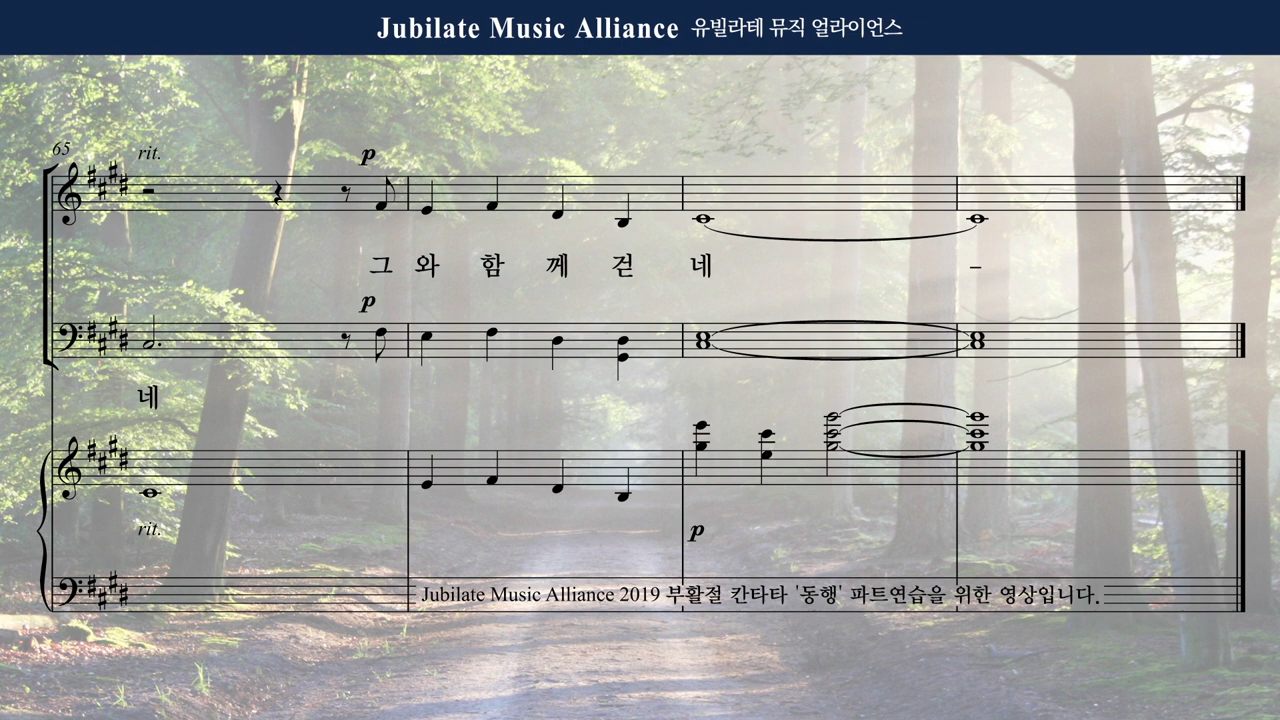 Jubilate Music Alliance 유빌라테 뮤직 얼라이언스
65
rit.
p
그 와 함 께 걷 네 –
p
네
rit.
p
Jubilate Music Alliance 2019 부활절 칸타타 '동행' 파트연습을 위한 영상입니다.